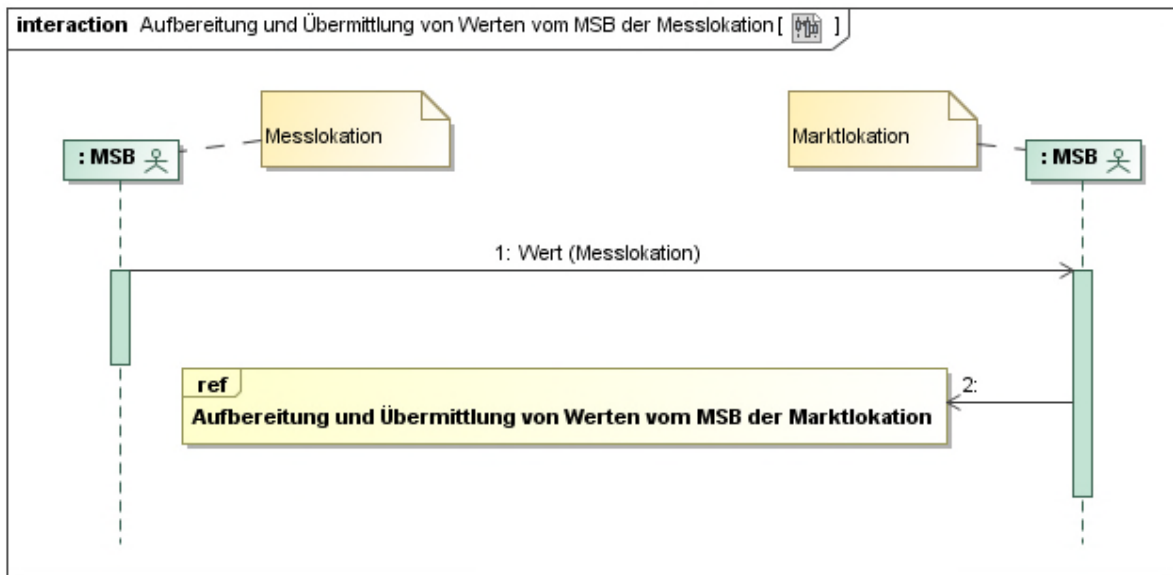 interaction Aufbereitung und Übermittlung von Werten vom MSB der Messlokation [ ]
Messlokation
Marktlokation
: MSB
: MSB
1: Wert (Messlokation)
ref
2:
Aufbereitung und Übermittlung von Werten vom MSB der Marktlokation